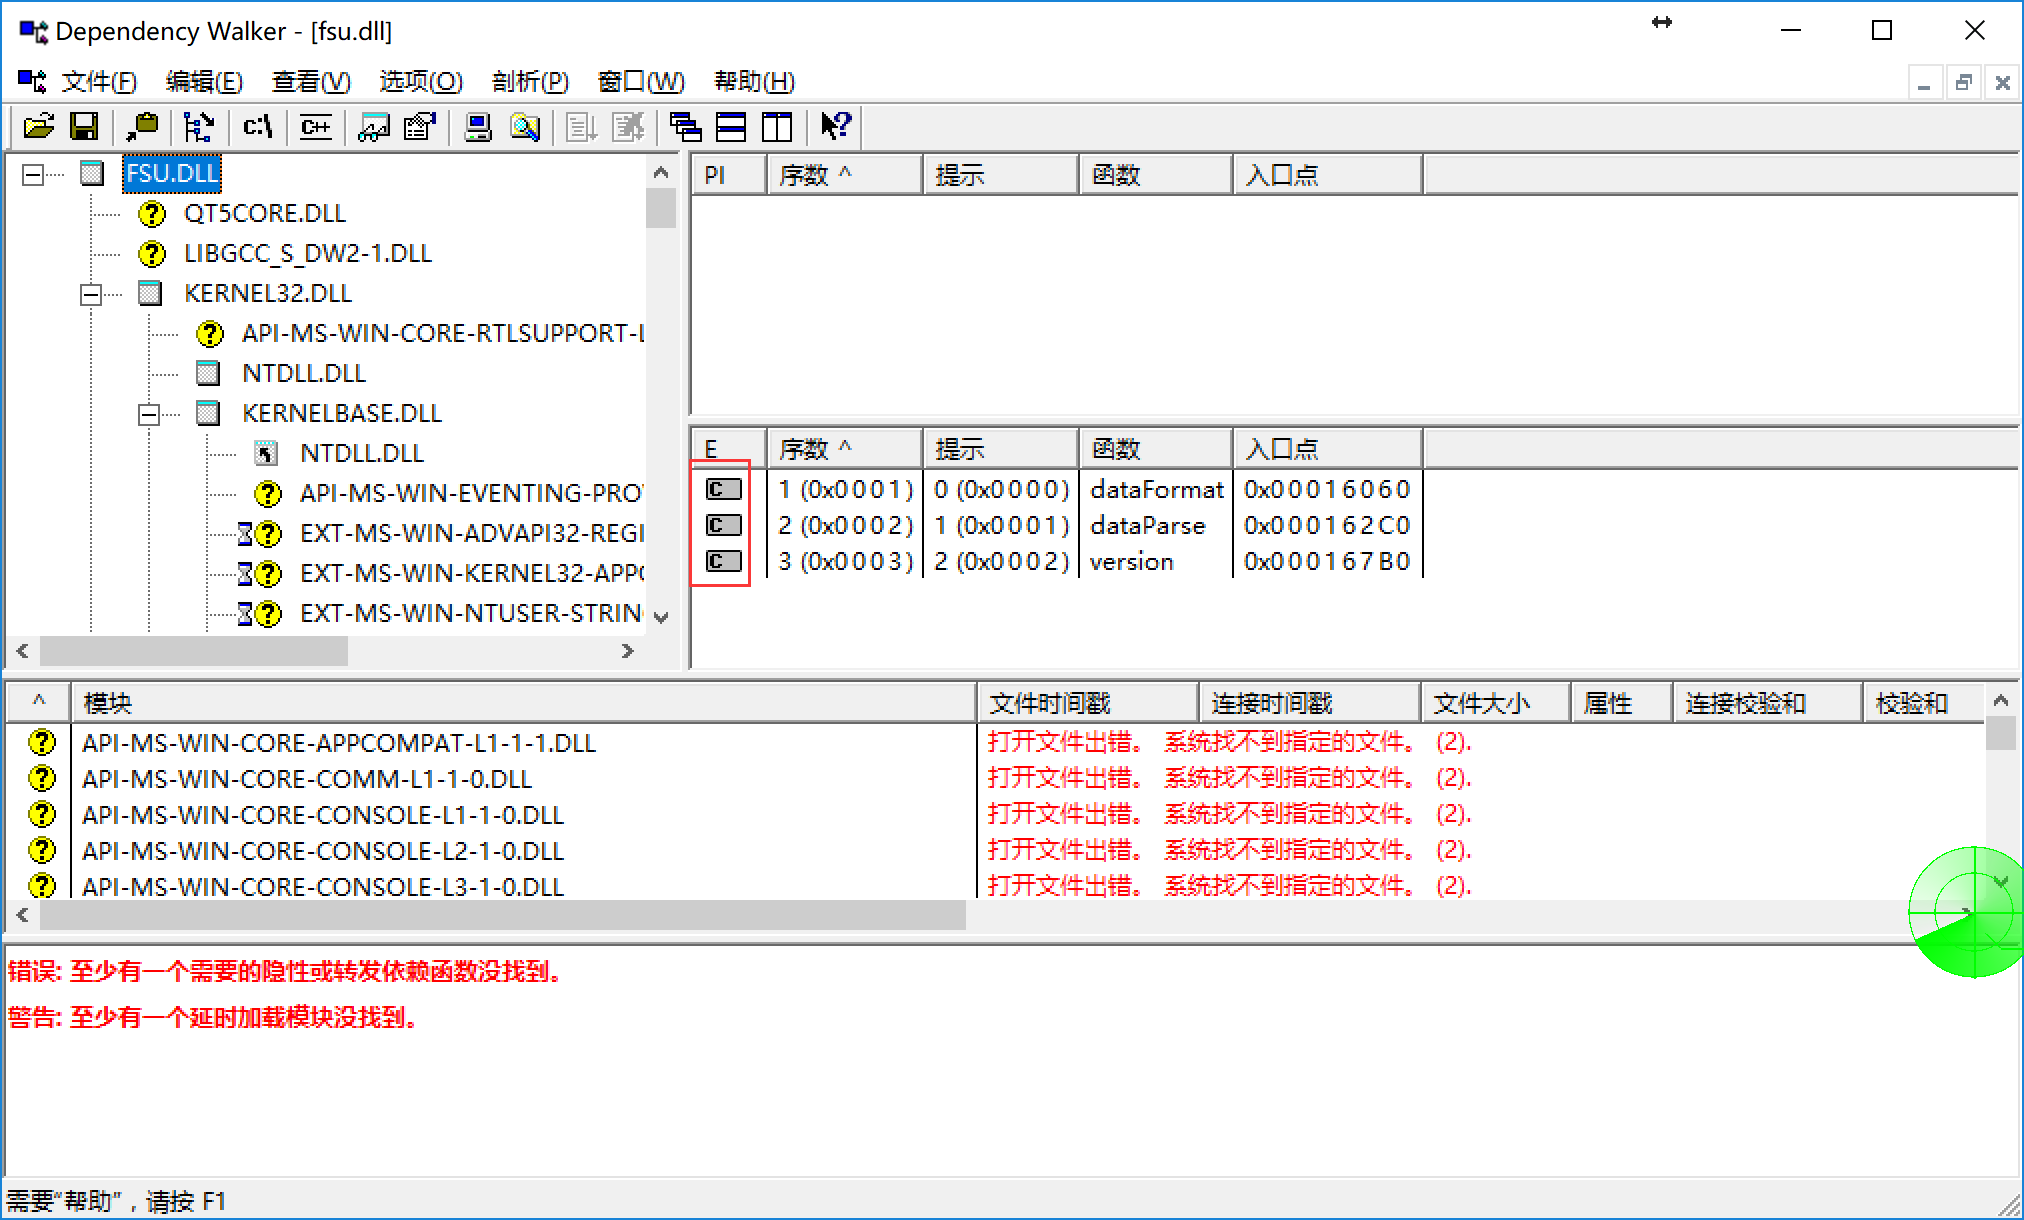 Dependency Walker - [fsu.dll]
文件(F) 编辑(E) 查看(V) 选项(O) 剖析(P) 窗口(W) 帮助(H)
c:\ C++
FSU.DLL
QT5CORE.DLL
LIBGCC_S_DW2-1.DLL
KERNEL32.DLL
API-MS-WIN-CORE-RTLSUPPORT-L
NTDLL.DLL
KERNELBASE.DLL
NTDLL.DLL
API-MS-WIN-EVENTING-PRO
EXT-MS-WIN-ADVAPI32-REGI
EXT-MS-WIN-KERNEL32-APP
EXT-MS-WIN-NTUSER-STRIN
PI 序数 ^ 提示 函数 入口点
E 序数 ^ 提示 函数 入口点
C 1 (0x0001) 0 (0x0000) dataFormat 0x00016060
C 2 (0x0002) 1 (0x0001) dataParse 0x000162C0
C 3 (0x0003) 2 (0x0002) version 0x000167B0
^ 模块 文件时间戳 连接时间戳 文件大小 属性 连接校验和 校验和
API-MS-WIN-CORE-APPCOMPAT-L1-1-1.DLL 打开文件出错。 系统找不到指定的文件。 (2).
API-MS-WIN-CORE-COMM-L1-1-0.DLL 打开文件出错。 系统找不到指定的文件。 (2).
API-MS-WIN-CORE-CONSOLE-L1-1-0.DLL 打开文件出错。 系统找不到指定的文件。 (2).
API-MS-WIN-CORE-CONSOLE-L2-1-0.DLL 打开文件出错。 系统找不到指定的文件。 (2).
API-MS-WIN-CORE-CONSOLE-L3-1-0.DLL 打开文件出错。 系统找不到指定的文件。 (2).
错误: 至少有一个需要的隐性或转发依赖函数没找到。
警告: 至少有一个延时加载模块没找到。
需要“帮助”，请按 F1